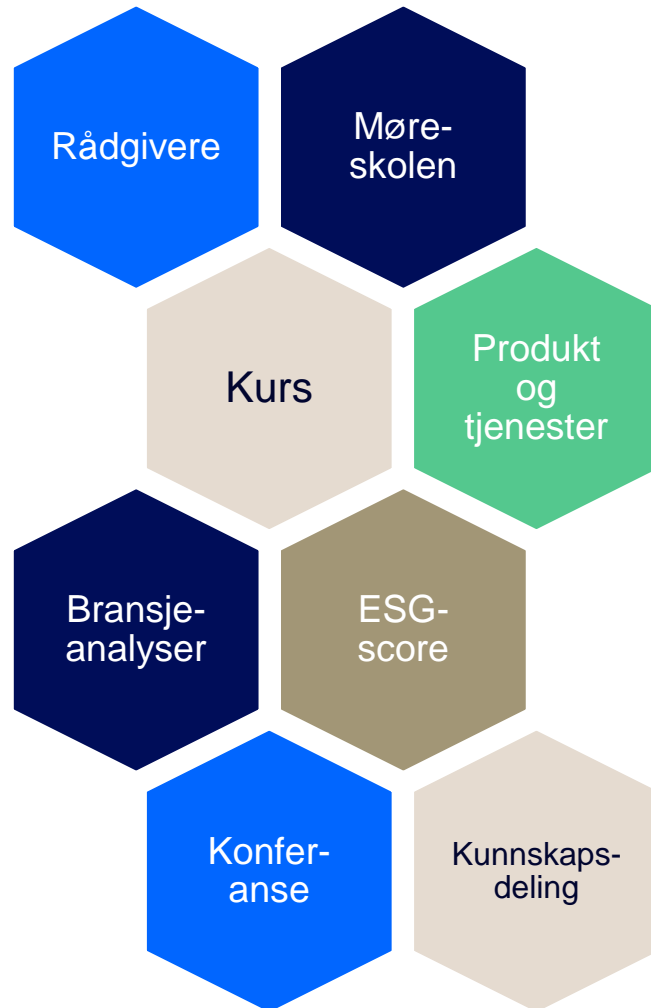 Rådgivere
Møre-
skolen
Kurs
Produkt
og
tjenester
Bransje-
analyser
ESG-
score
Konfer-
anse
Kunnskaps-
deling